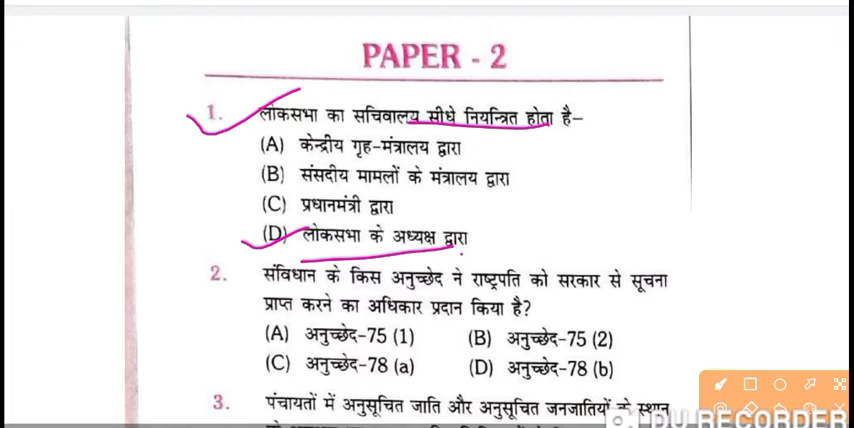 PAPER - 2
1. लोकसभा का सचिवालय सीधे नियन्त्रित होता है–
(A) केन्द्रीय गृह-मंत्रालय द्वारा
(B) संसदीय मामलों के मंत्रालय द्वारा
(C) प्रधानमंत्री द्वारा
(D) लोकसभा के अध्यक्ष द्वारा
2. संविधान के किस अनुच्छेद ने राष्ट्रपति को सरकार से सूचना
प्राप्त करने का अधिकार प्रदान किया है?
(A) अनुच्छेद-75 (1) (B) अनुच्छेद-75 (2)
(C) अनुच्छेद-78 (a) (D) अनुच्छेद-78 (b)
3. पंचायतों में अनुसूचित जाति और अनुसूचित जनजातियों स्थान
DU RECORDER